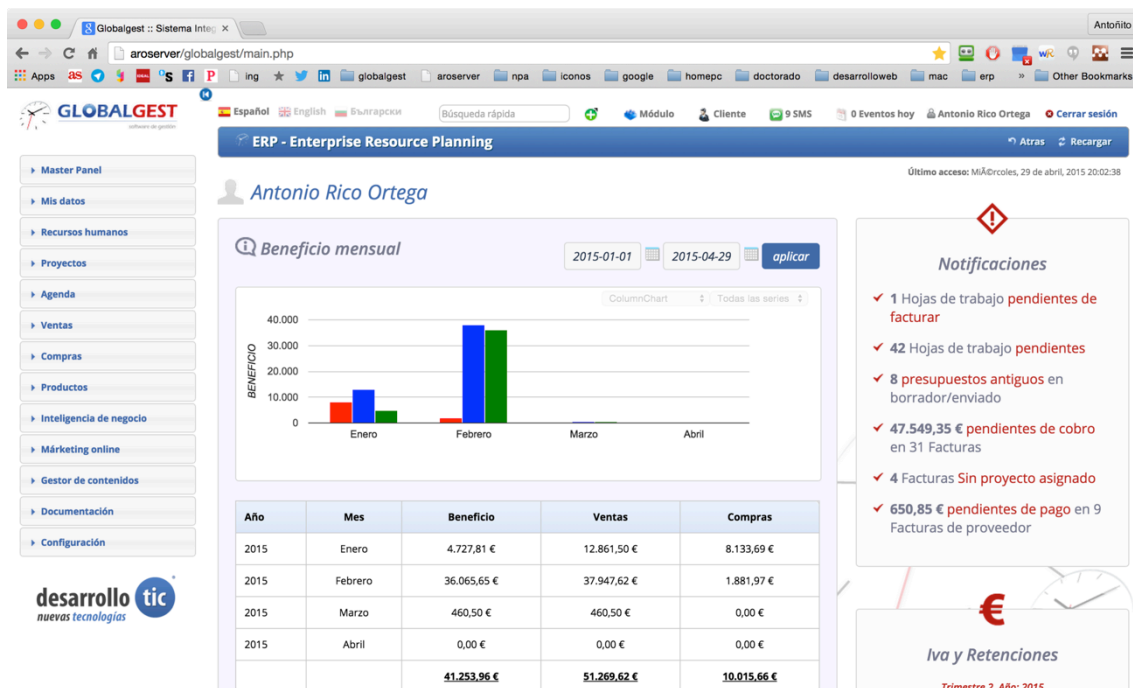 Globalgest :: Sistema Integ
Antoñito
aroserver/globalgest/main.php
Apps as ing globalgest aroserver npa iconos google homepc doctorado desarrolloweb mac erp » Other Bookmarks
GLOBALGEST
software de gestión
Español English Български Búsqueda rápida Módulo Cliente 9 SMS 0 Eventos hoy Antonio Rico Ortega Cerrar sesión
ERP - Enterprise Resource Planning Atras Recargar
Último acceso: MiÃ©rcoles, 29 de abril, 2015 20:02:38
Master Panel
Mis datos
Recursos humanos
Proyectos
Agenda
Ventas
Compras
Productos
Inteligencia de negocio
Márketing online
Gestor de contenidos
Documentación
Configuración
desarrollo tic
nuevas tecnologías
Antonio Rico Ortega
Beneficio mensual 2015-01-01 2015-04-29 aplicar
ColumnChart Todas las series
BENEFICIO
40.000
30.000
20.000
10.000
0
Enero Febrero Marzo Abril
Año Mes Beneficio Ventas Compras
2015 Enero 4.727,81 € 12.861,50 € 8.133,69 €
2015 Febrero 36.065,65 € 37.947,62 € 1.881,97 €
2015 Marzo 460,50 € 460,50 € 0,00 €
2015 Abril 0,00 € 0,00 € 0,00 €
41.253,96 € 51.269,62 € 10.015,66 €
Notificaciones
1 Hojas de trabajo pendientes de
facturar
42 Hojas de trabajo pendientes
8 presupuestos antiguos en
borrador/enviado
47.549,35 € pendientes de cobro
en 31 Facturas
4 Facturas Sin proyecto asignado
650,85 € pendientes de pago en 9
Facturas de proveedor
€
Iva y Retenciones
Trimestre 2, Año: 2015